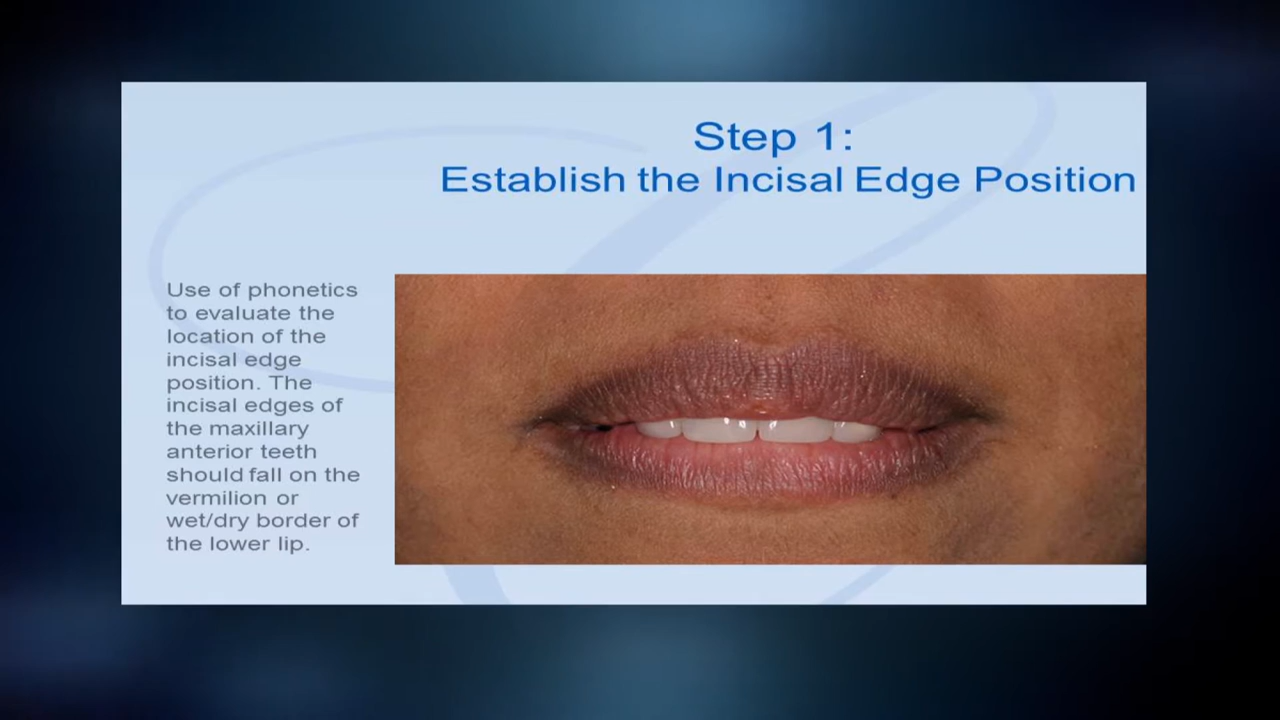 Step 1:
Establish the Incisal Edge Position
Use of phonetics
to evaluate the
location of the
incisal edge
position. The
incisal edges of
the maxillary
anterior teeth
should fall on the
vermilion or
wet/dry border of
the lower lip.